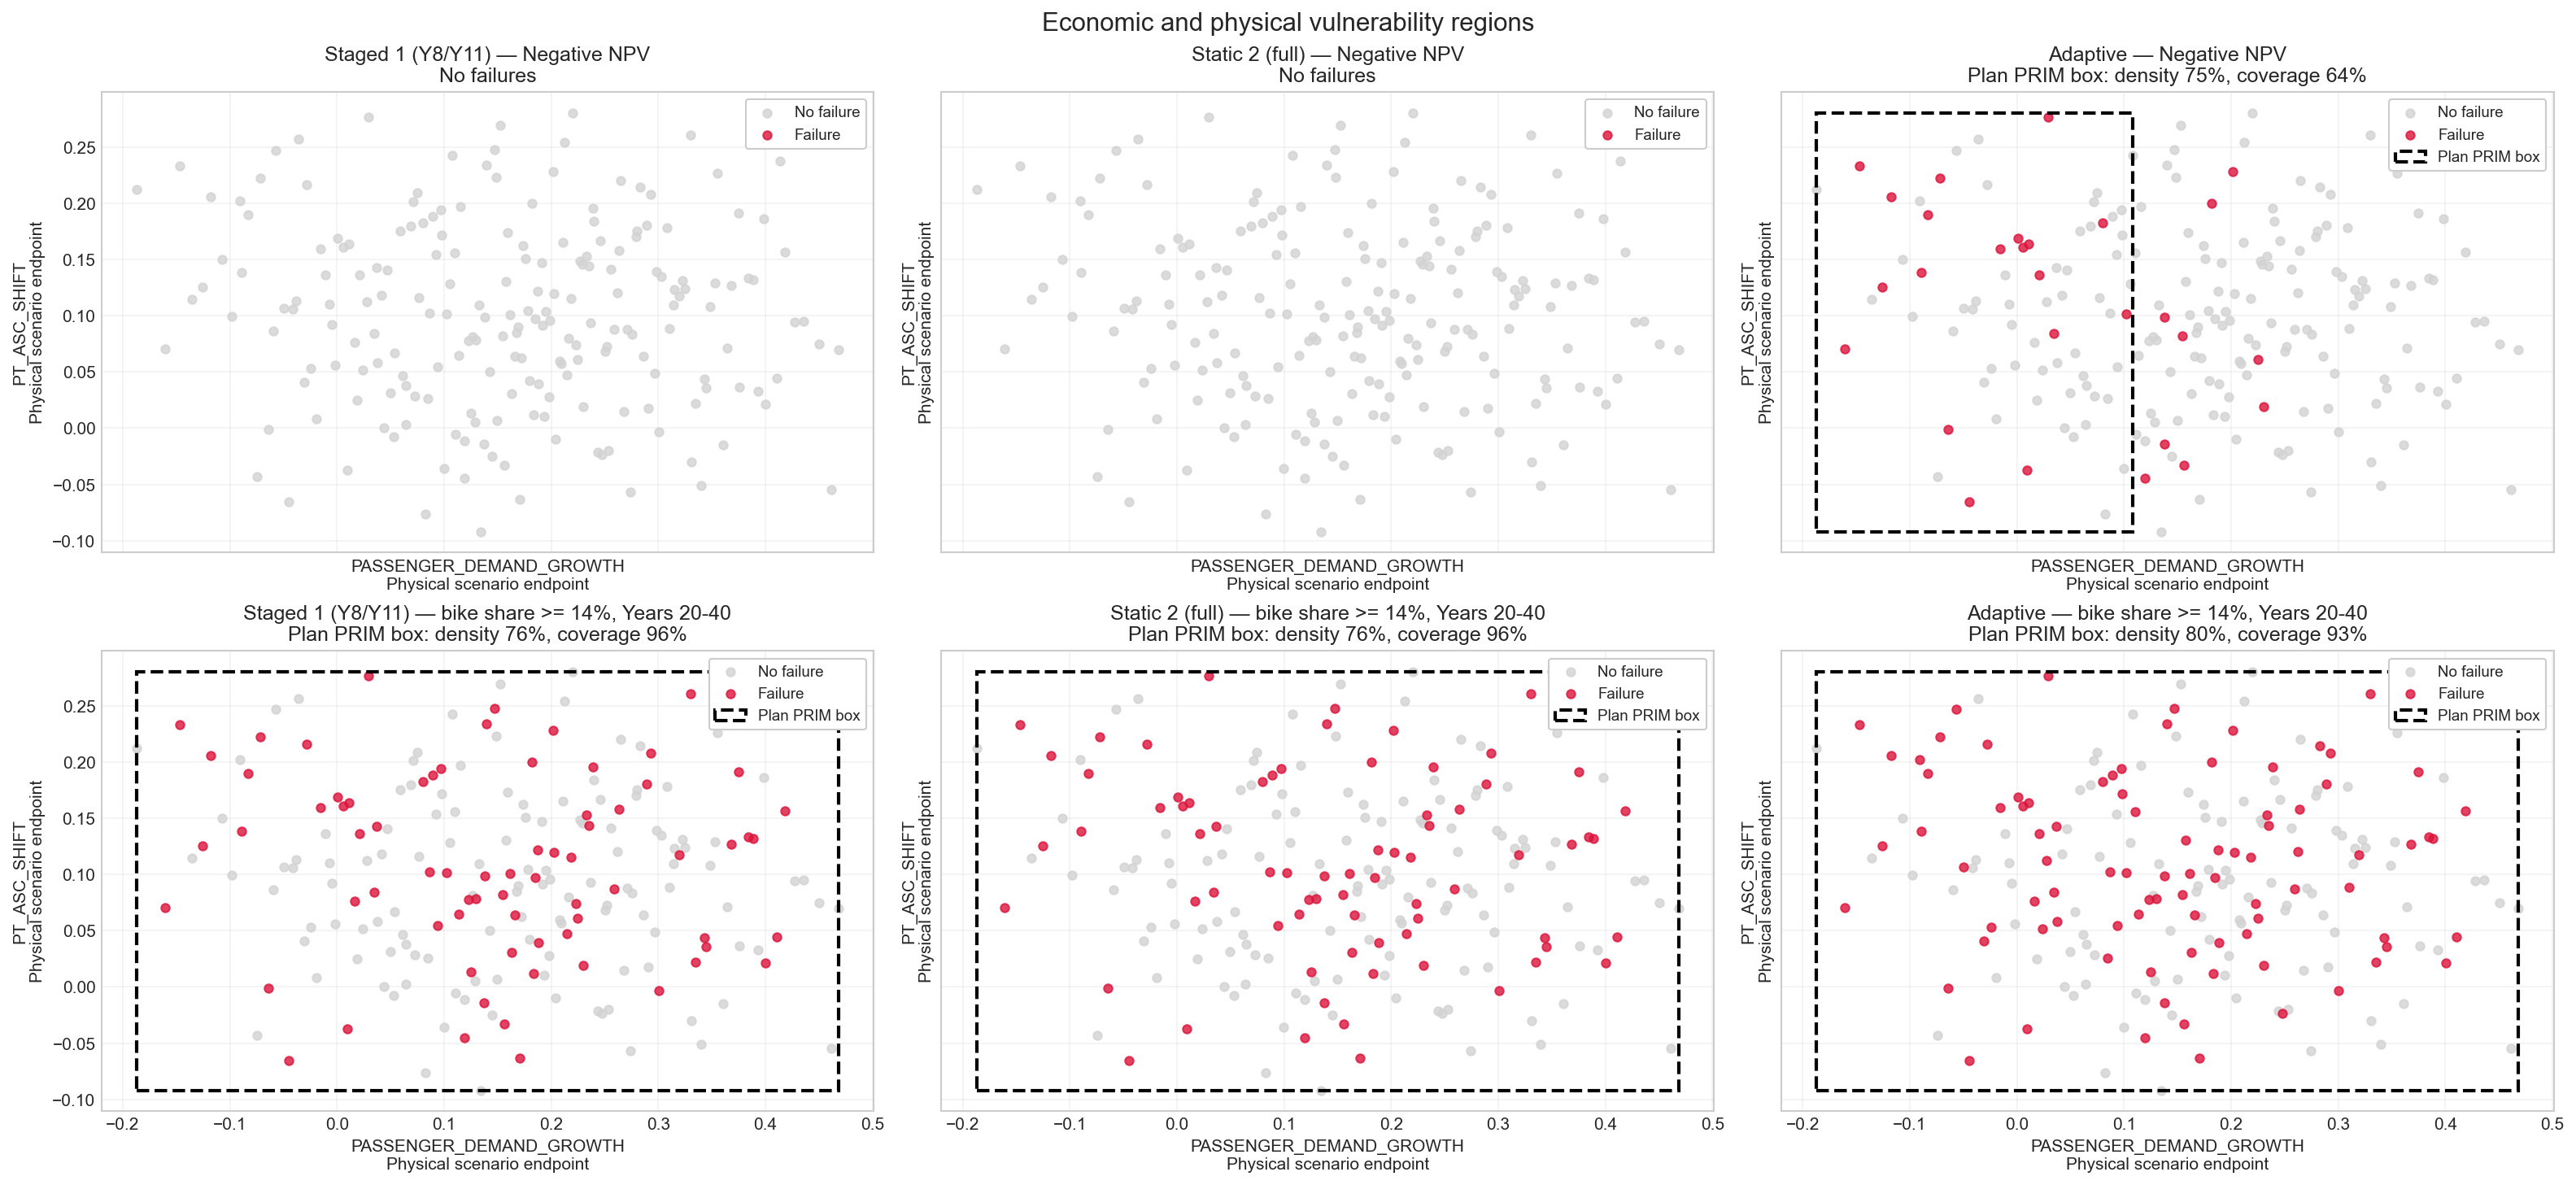 Economic and physical vulnerability regions
Staged 1 (Y8/Y11) — Negative NPV
No failures
No failure
Failure
PT_ASC_SHIFT
Physical scenario endpoint
0.25
0.20
0.15
0.10
0.05
0.00
−0.05
−0.10
PASSENGER_DEMAND_GROWTH
Physical scenario endpoint
Static 2 (full) — Negative NPV
No failures
No failure
Failure
PT_ASC_SHIFT
Physical scenario endpoint
PASSENGER_DEMAND_GROWTH
Physical scenario endpoint
Adaptive — Negative NPV
Plan PRIM box: density 75%, coverage 64%
No failure
Failure
Plan PRIM box
PT_ASC_SHIFT
Physical scenario endpoint
PASSENGER_DEMAND_GROWTH
Physical scenario endpoint
Staged 1 (Y8/Y11) — bike share >= 14%, Years 20-40
Plan PRIM box: density 76%, coverage 96%
No failure
Failure
Plan PRIM box
PT_ASC_SHIFT
Physical scenario endpoint
0.25
0.20
0.15
0.10
0.05
0.00
−0.05
−0.10
−0.2 −0.1 0.0 0.1 0.2 0.3 0.4 0.5
PASSENGER_DEMAND_GROWTH
Physical scenario endpoint
Static 2 (full) — bike share >= 14%, Years 20-40
Plan PRIM box: density 76%, coverage 96%
No failure
Failure
Plan PRIM box
PT_ASC_SHIFT
Physical scenario endpoint
−0.2 −0.1 0.0 0.1 0.2 0.3 0.4 0.5
PASSENGER_DEMAND_GROWTH
Physical scenario endpoint
Adaptive — bike share >= 14%, Years 20-40
Plan PRIM box: density 80%, coverage 93%
No failure
Failure
Plan PRIM box
PT_ASC_SHIFT
Physical scenario endpoint
−0.2 −0.1 0.0 0.1 0.2 0.3 0.4 0.5
PASSENGER_DEMAND_GROWTH
Physical scenario endpoint